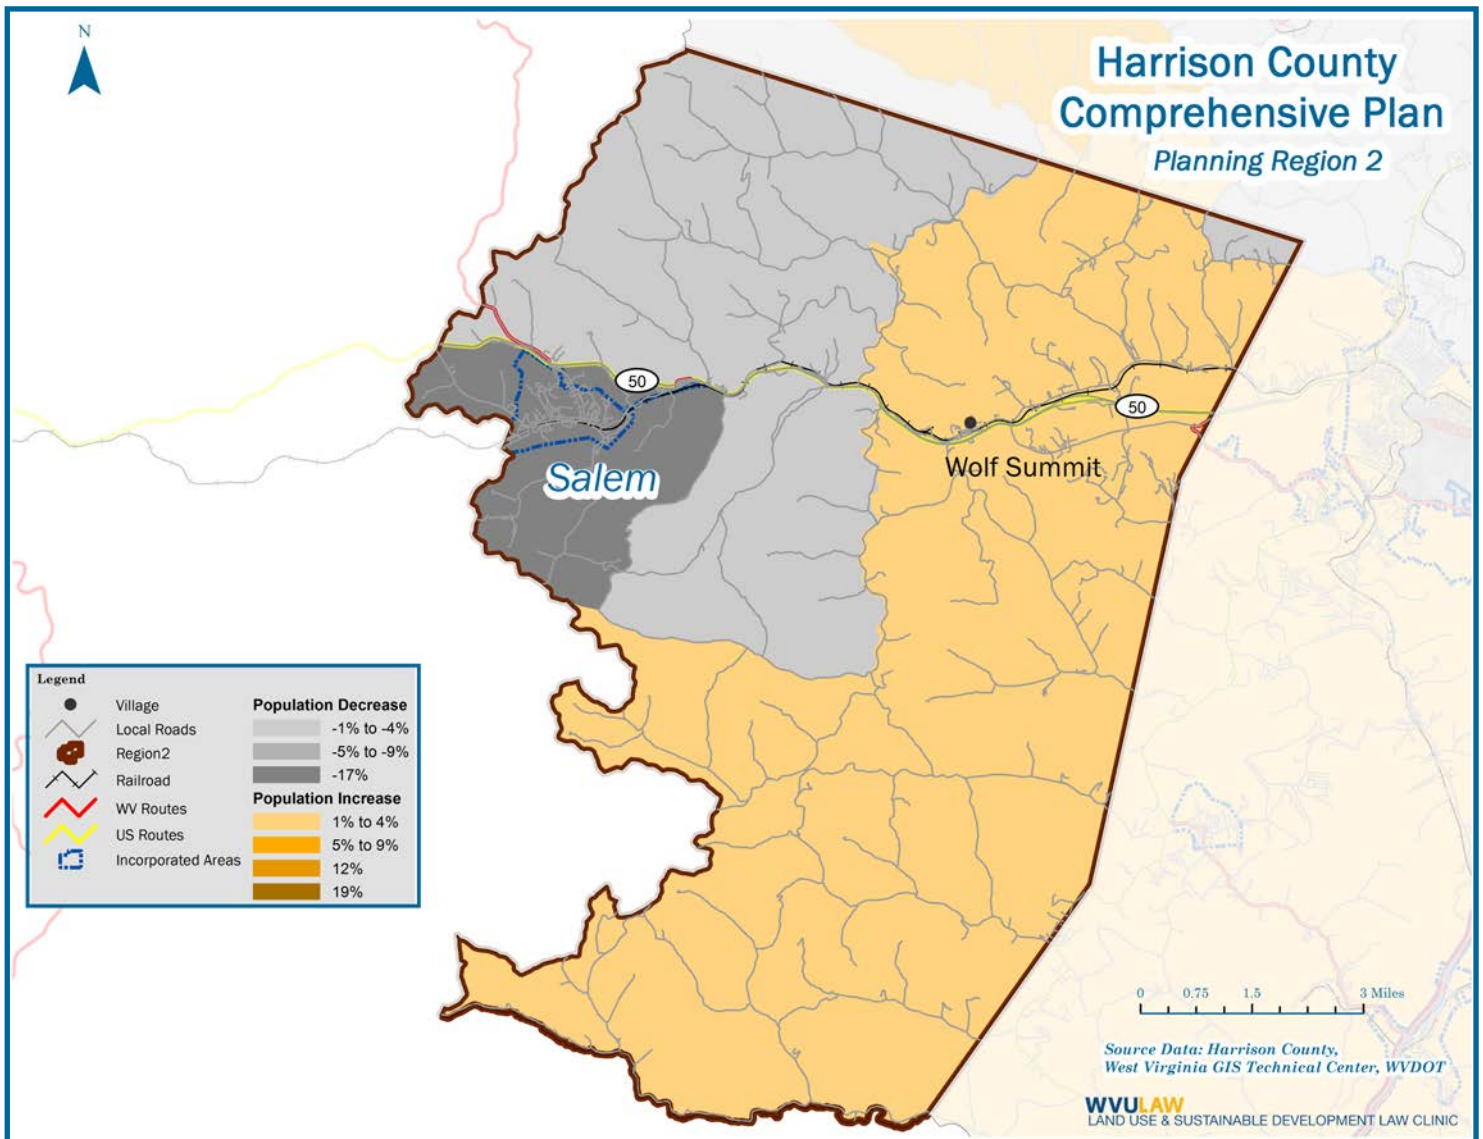 N
Harrison County
Comprehensive Plan
Planning Region 2
50
50
Wolf Summit
Salem
Legend
Village
Local Roads
Region2
Railroad
WV Routes
US Routes
Incorporated Areas
Population Decrease
-1% to -4%
-5% to -9%
-17%
Population Increase
1% to 4%
5% to 9%
12%
19%
0 0.75 1.5 3 Miles
Source Data: Harrison County,
West Virginia GIS Technical Center, WVDOT
WVULAW
LAND USE & SUSTAINABLE DEVELOPMENT LAW CLINIC